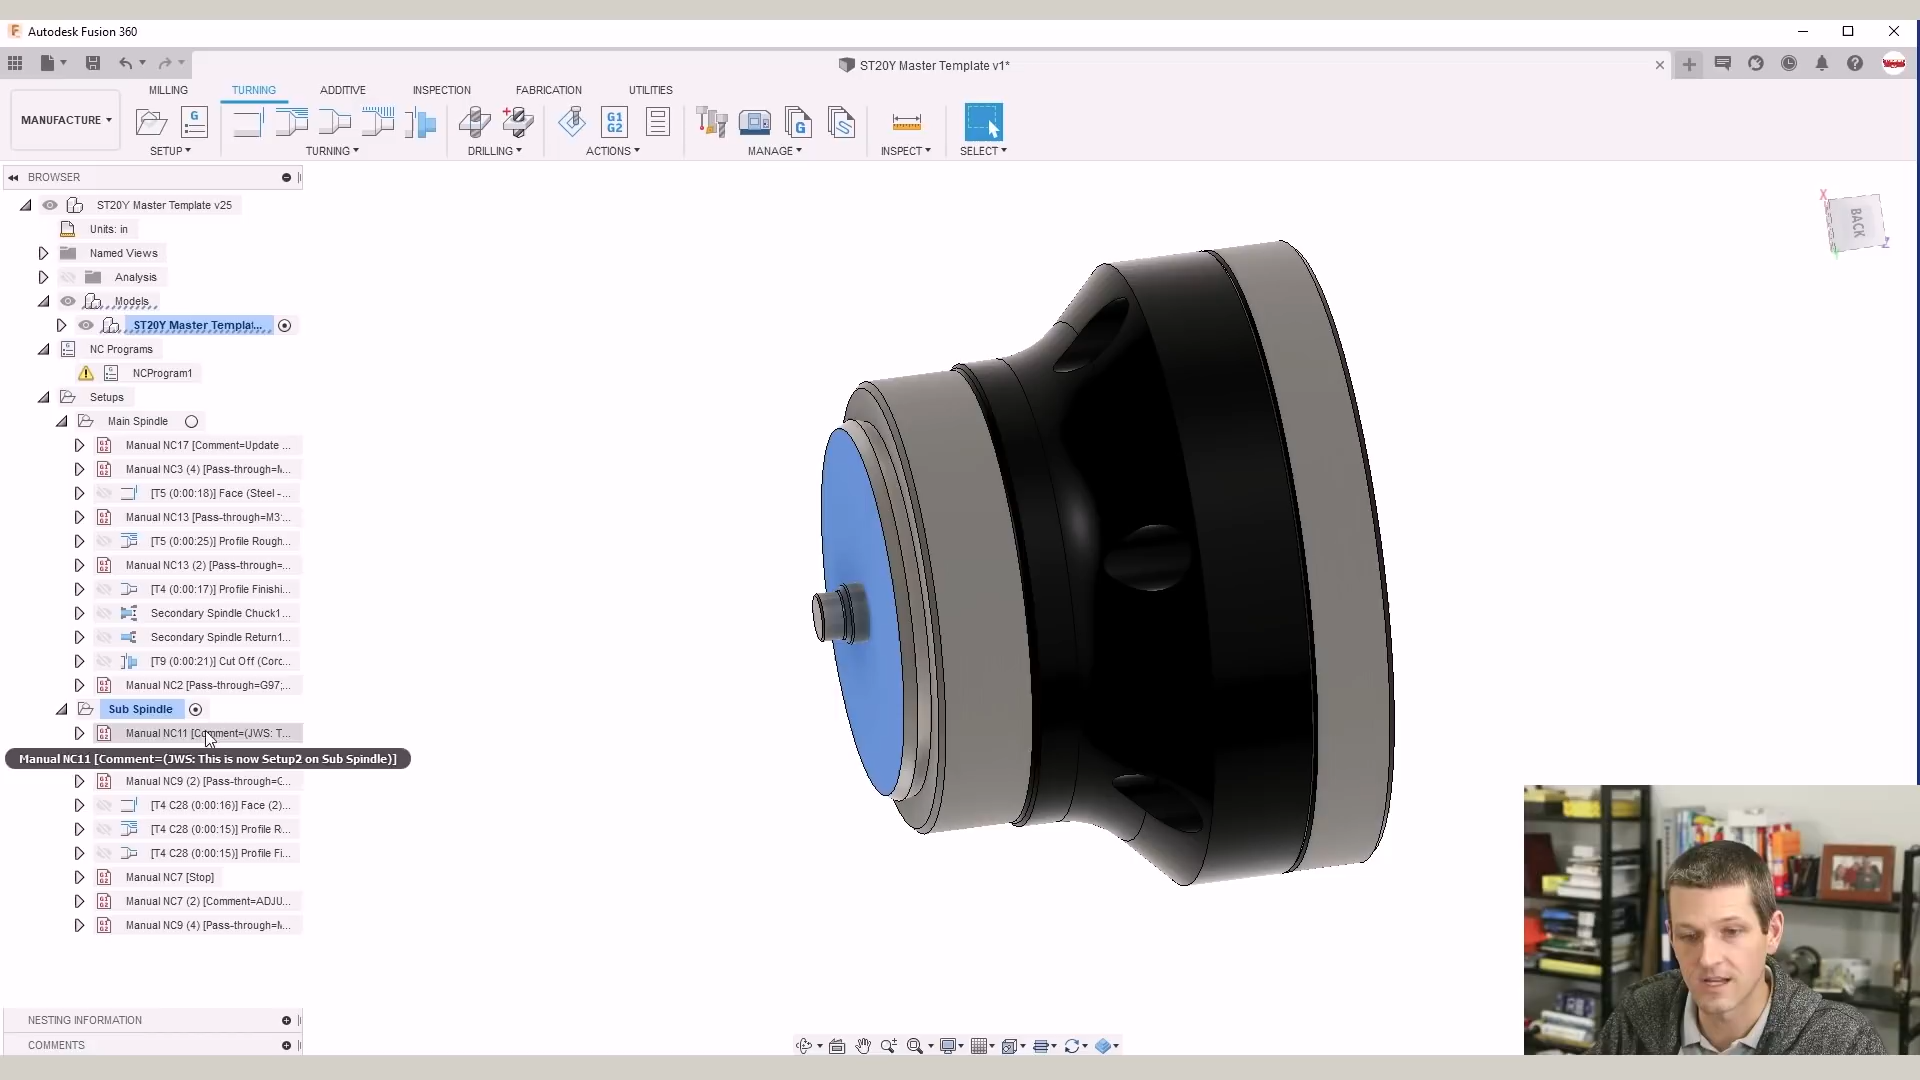 Autodesk Fusion 360
ST20Y Master Template v1*
MILLING TURNING ADDITIVE INSPECTION FABRICATION UTILITIES
MANUFACTURE
G
G1 G2
G
SETUP TURNING DRILLING ACTIONS MANAGE INSPECT SELECT
BROWSER
ST20Y Master Template v25
Units: in
Named Views
Analysis
Models
ST20Y Master Templat...
NC Programs
NCProgram1
Setups
Main Spindle
Manual NC17 [Comment=Update ...
Manual NC3 (4) [Pass-through=M...
[T5 (0:00:18)] Face (Steel -...
Manual NC13 [Pass-through=M3...
[T5 (0:00:25)] Profile Rough...
Manual NC13 (2) [Pass-through=...
[T4 (0:00:17)] Profile Finishi...
Secondary Spindle Chuck1...
Secondary Spindle Return1...
[T9 (0:00:21)] Cut Off (Corc...
Manual NC2 [Pass-through=G97;...
Sub Spindle
Manual NC11 [Comment=(JWS: T...
Manual NC11 [Comment=(JWS: This is now Setup2 on Sub Spindle)]
Manual NC9 (2) [Pass-through=G...
[T4 C28 (0:00:16)] Face (2)...
[T4 C28 (0:00:15)] Profile R...
[T4 C28 (0:00:15)] Profile Fi...
Manual NC7 [Stop]
Manual NC7 (2) [Comment=ADJU...
Manual NC9 (4) [Pass-through=M...
NESTING INFORMATION
COMMENTS
X
BACK
Z
Y